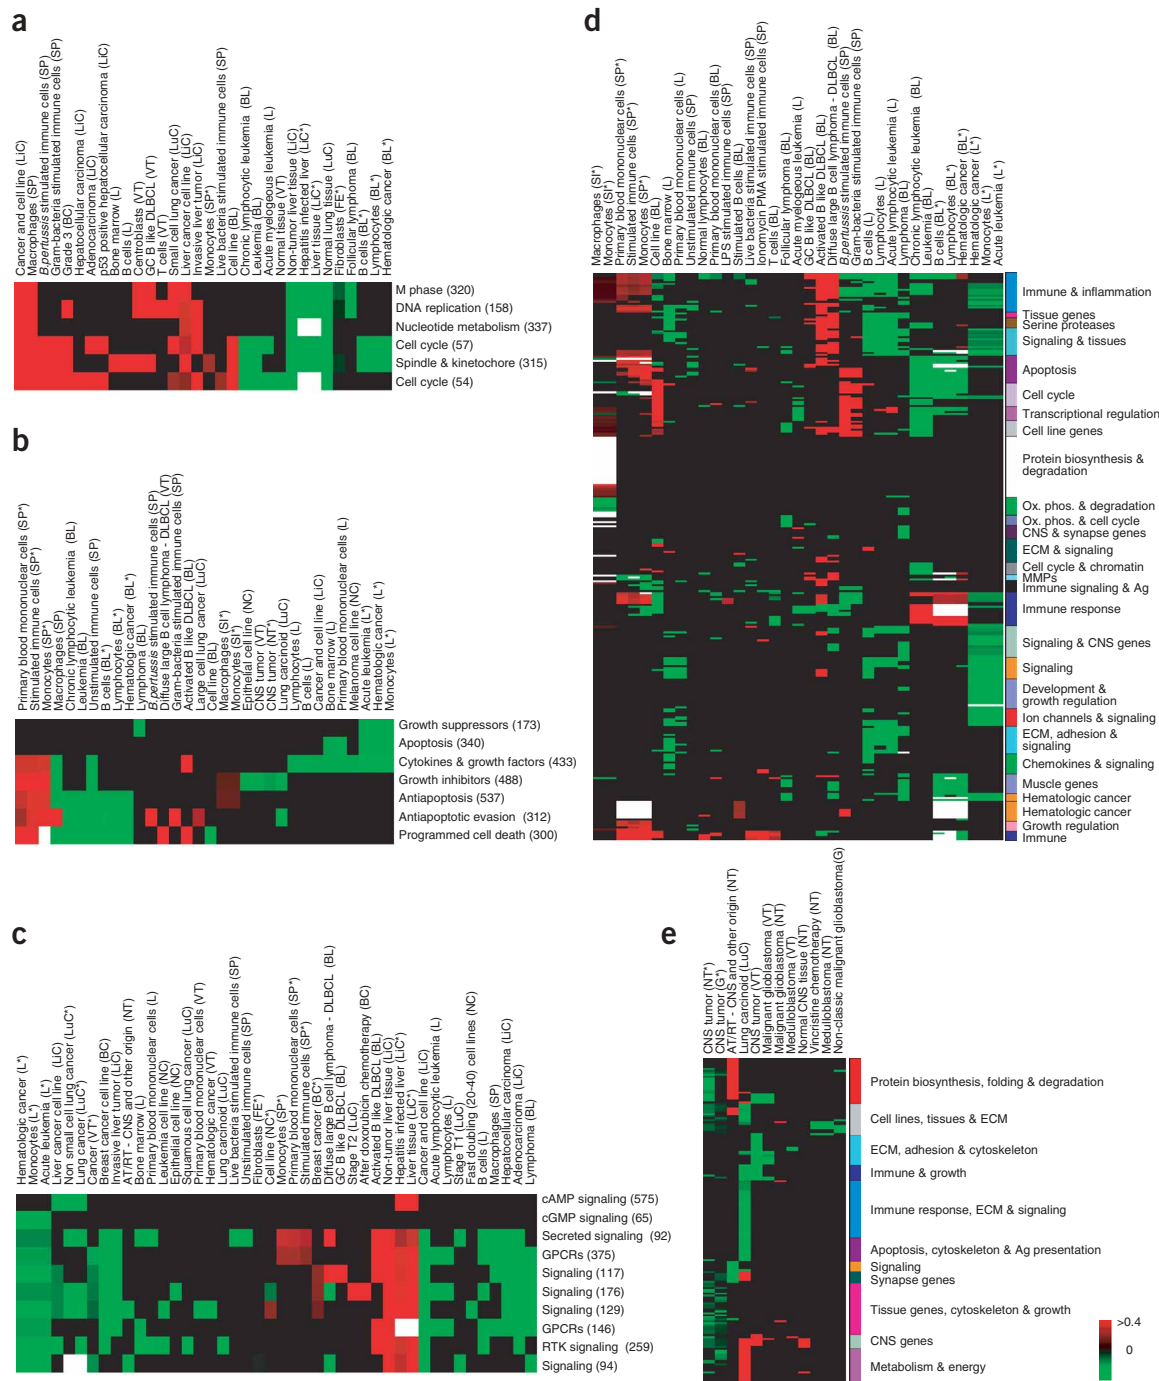 a
Cancer and cell line (LiC)
Macrophages (SP)
B.pertussis stimulated immune cells (SP)
Gram-bacteria stimulated immune cells (SP)
Grade 3 (BC)
Hepatocellular carcinoma (LiC)
Adenocarcinoma (LiC)
p53 positive hepatocellular carcinoma (LiC)
Bone marrow (L)
B cells (L)
Centroblasts (VT)
GC B like DLBCL (VT)
T cells (VT)
Small cell lung cancer (LuC)
Liver cancer cell line (LiC)
Invasive liver tumor (LiC)
Monocytes (SP*)
Live bacteria stimulated immune cells (SP)
Cell line (BL)
Chronic lymphocytic leukemia (BL)
Leukemia (BL)
Acute myelogeous leukemia (L)
Normal tissue (VT)
Non-tumor liver tissue (LiC)
Hepatitis infected liver (LiC*)
Liver tissue (LiC*)
Normal lung tissue (LuC)
Fibroblasts (FE*)
Follicular lymphoma (BL)
B cells (BL*)
Lymphocytes (BL*)
Hematologic cancer (BL*)
M phase (320)
DNA replication (158)
Nucleotide metabolism (337)
Cell cycle (57)
Spindle & kinetochore (315)
Cell cycle (54)
b
Primary blood mononuclear cells (SP*)
Stimulated immune cells (SP*)
Monocytes (SP*)
Macrophages (SP)
Chronic lymphocytic leukemia (BL)
Leukemia (BL)
Unstimulated immune cells (SP)
B cells (BL*)
Lymphocytes (BL*)
Hematologic cancer (BL*)
Lymphoma (BL)
B.pertussis stimulated immune cells (SP)
Diffuse large B cell lymphoma - DLBCL (VT)
Gram-bacteria stimulated immune cells (SP)
Activated B like DLBCL (BL)
Large cell lung cancer (LuC)
Cell line (BL)
Macrophages (SI*)
Monocytes (SI*)
Epithelial cell line (NC)
CNS tumor (VT)
CNS tumor (NT*)
Lung carcinoid (LuC)
Lymphocytes (L)
B cells (L)
Cancer and cell line (LiC)
Bone marrow (L)
Primary blood mononuclear cells (L)
Melanoma cell line (NC)
Acute leukemia (L*)
Hematologic cancer (L*)
Monocytes (L*)
Growth suppressors (173)
Apoptosis (340)
Cytokines & growth factors (433)
Growth inhibitors (488)
Antiapoptosis (537)
Antiapoptotic evasion (312)
Programmed cell death (300)
c
Hematologic cancer (L*)
Monocytes (L*)
Acute leukemia (L*)
Liver cancer cell line (LiC)
Non small cell lung cancer (LuC*)
Lung cancer (LuC*)
Cancer (VT*)
Breast cancer cell line (BC)
Invasive liver tumor (LiC)
AT/RT - CNS and other origin (NT)
Bone marrow (L)
Primary blood mononuclear cells (L)
Leukemia cell line (NC)
Epithelial cell line (NC)
Squamous cell lung cancer (LuC)
Primary blood mononuclear cells (VT)
Hematologic cancer (VT)
Lung carcinoid (LuC)
Live bacteria stimulated immune cells (SP)
Unstimulated immune cells (SP)
Fibroblasts (FE*)
Cell line (NC*)
Monocytes (SP*)
Primary blood mononuclear cells (SP*)
Stimulated immune cells (SP*)
Breast cancer (BC*)
Diffuse large B cell lymphoma - DLBCL (BL)
GC B like DLBCL (BL)
Stage T2 (LuC)
After doxorubicin chemotherapy (BC)
Activated B like DLBCL (BL)
Non-tumor liver tissue (LiC)
Hepatitis infected liver (LiC*)
Liver tissue (LiC*)
Cancer and cell line (LiC)
Acute lymphocytic leukemia (L)
Lymphocytes (L)
Stage T1 (LuC)
Fast doubling (20-40) cell lines (NC)
B cells (L)
Macrophages (SP)
Hepatocellular carcinoma (LiC)
Adenocarcinoma (LiC)
Lymphoma (BL)
cAMP signaling (575)
cGMP signaling (65)
Secreted signaling (92)
GPCRs (375)
Signaling (117)
Signaling (176)
Signaling (129)
GPCRs (146)
RTK signaling (259)
Signaling (94)
d
Macrophages (SI*)
Monocytes (SI*)
Primary blood mononuclear cells (SP*)
Stimulated immune cells (SP*)
Monocytes (SP*)
Cell line (BL)
Bone marrow (L)
Primary blood mononuclear cells (L)
Unstimulated immune cells (SP)
Normal lymphocytes (BL)
Primary blood mononuclear cells (BL)
LPS stimulated immune cells (SP)
Stimulated B cells (BL)
Live bacteria stimulated immune cells (SP)
Ionomycin PMA stimulated immune cells (SP)
T cells (BL)
Follicular lymphoma (BL)
Acute myelogeous leukemia (L)
GC B like DLBCL (BL)
Activated B like DLBCL (BL)
Diffuse large B cell lymphoma - DLBCL (BL)
B.pertussis stimulated immune cells (SP)
Gram-bacteria stimulated immune cells (SP)
B cells (L)
Lymphocytes (L)
Acute lymphocytic leukemia (L)
Lymphoma (BL)
Chronic lymphocytic leukemia (BL)
Leukemia (BL)
B cells (BL*)
Lymphocytes (BL*)
Hematologic cancer (BL*)
Hematologic cancer (L*)
Monocytes (L*)
Acute leukemia (L*)
Immune & inflammation
Tissue genes
Serine proteases
Signaling & tissues
Apoptosis
Cell cycle
Transcriptional regulation
Cell line genes
Protein biosynthesis &
degradation
Ox. phos. & degradation
Ox. phos. & cell cycle
CNS & synapse genes
ECM & signaling
Cell cycle & chromatin
MMPs
Immune signaling & Ag
Immune response
Signaling & CNS genes
Signaling
Development &
growth regulation
Ion channels & signaling
ECM, adhesion &
signaling
Chemokines & signaling
Muscle genes
Hematologic cancer
Hematologic cancer
Growth regulation
Immune
e
CNS tumor (NT*)
CNS tumor (G*)
AT/RT - CNS and other origin (NT)
Lung carcinoid (LuC)
CNS tumor (VT)
Malignant glioblastoma (VT)
Malignant glioblastoma (NT)
Medulloblastoma (VT)
Normal CNS tissue (NT)
Vincristine chemotherapy (NT)
Medulloblastoma (NT)
Non-classic malignant glioblastoma(G)
Protein biosynthesis, folding & degradation
Cell lines, tissues & ECM
ECM, adhesion & cytoskeleton
Immune & growth
Immune response, ECM & signaling
Apoptosis, cytoskeleton & Ag presentation
Signaling
Synapse genes
Tissue genes, cytoskeleton & growth
CNS genes
Metabolism & energy
>0.4
0